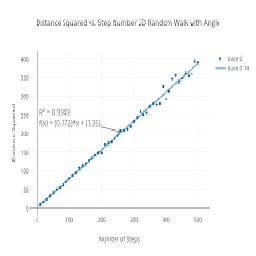 Distance Squared vs. Step Number 2D Random Walk with Angle
400
350
300
250
200
150
100
50
0
Distance Squared
R² = 0.9949
f(x) = (0.772)*x + (1.35)
trace 0
trace 0 - fit
0 100 200 300 400 500
Number of Steps